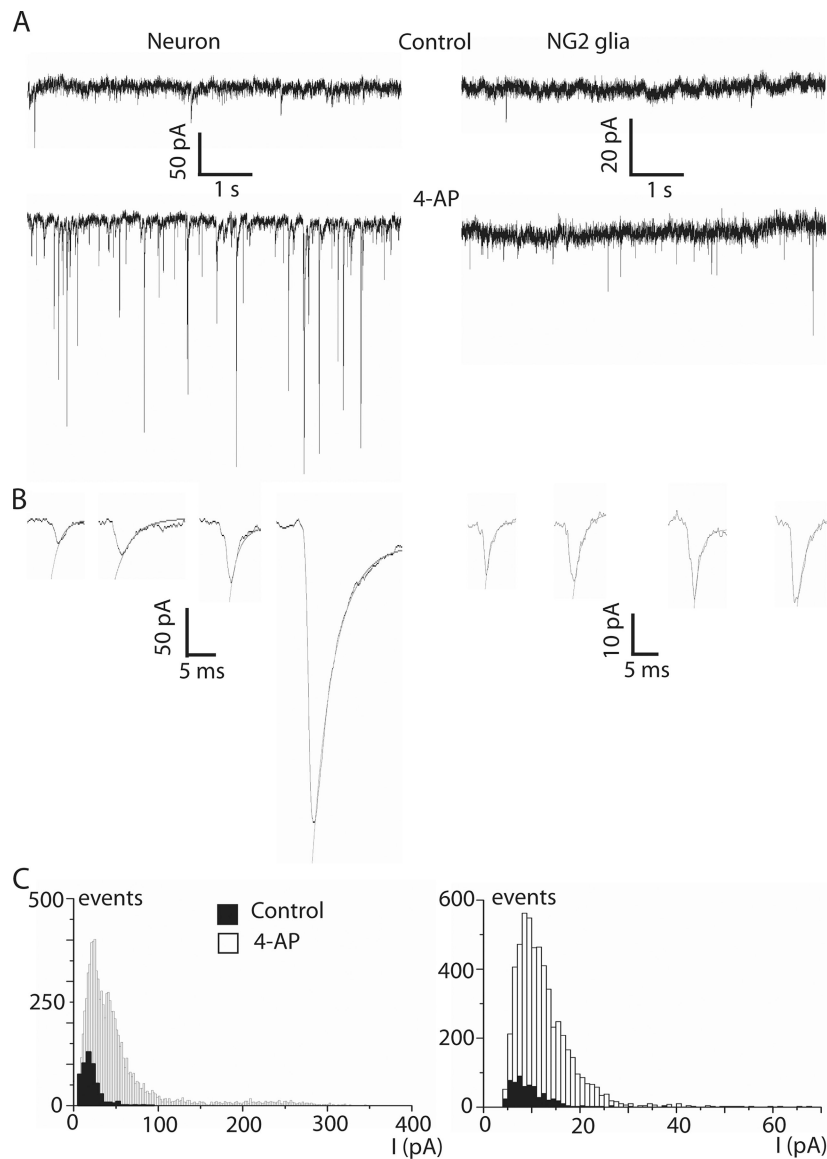 A
Neuron
Control
NG2 glia
50 pA
1 s
20 pA
1 s
4-AP
B
50 pA
5 ms
10 pA
5 ms
C
500
events
Control
4-AP
250
0
0
100
200
300
400
I (pA)
600
events
400
200
0
0
20
40
60
I (pA)